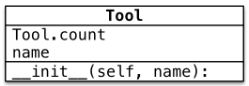 Tool
Tool.count
name
__init__(self, name):